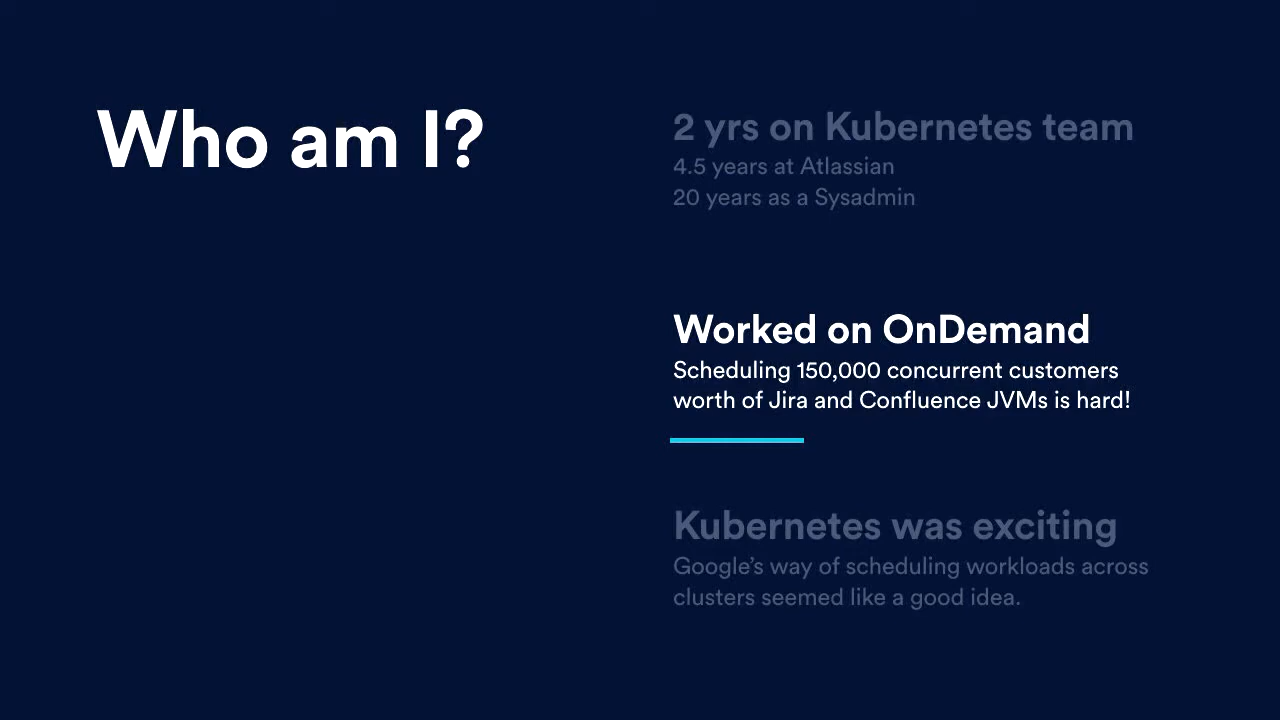 Who am I?
2 yrs on Kubernetes team
4.5 years at Atlassian
20 years as a Sysadmin
Worked on OnDemand
Scheduling 150,000 concurrent customers
worth of Jira and Confluence JVMs is hard!
Kubernetes was exciting
Google’s way of scheduling workloads across
clusters seemed like a good idea.